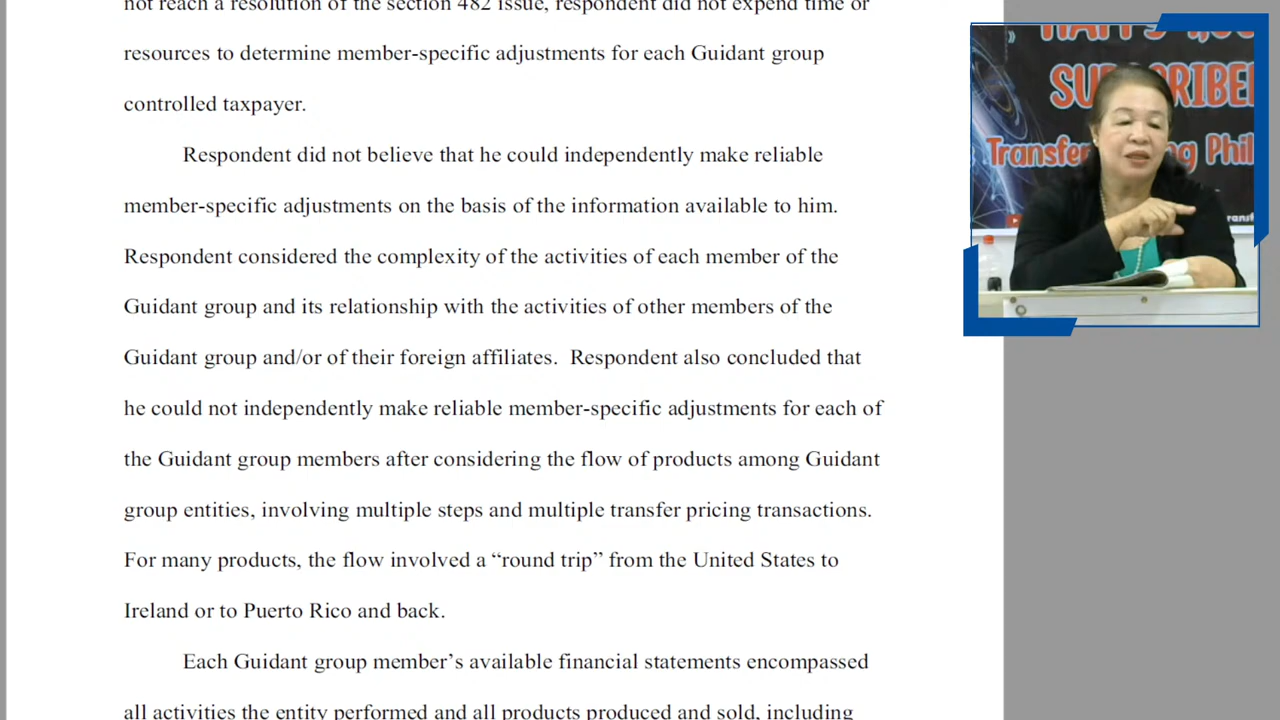 not reach a resolution of the section 482 issue, respondent did not expend time or
resources to determine member-specific adjustments for each Guidant group
controlled taxpayer.
Respondent did not believe that he could independently make reliable
member-specific adjustments on the basis of the information available to him.
Respondent considered the complexity of the activities of each member of the
Guidant group and its relationship with the activities of other members of the
Guidant group and/or of their foreign affiliates. Respondent also concluded that
he could not independently make reliable member-specific adjustments for each of
the Guidant group members after considering the flow of products among Guidant
group entities, involving multiple steps and multiple transfer pricing transactions.
For many products, the flow involved a “round trip” from the United States to
Ireland or to Puerto Rico and back.
Each Guidant group member’s available financial statements encompassed
all activities the entity performed and all products produced and sold, including